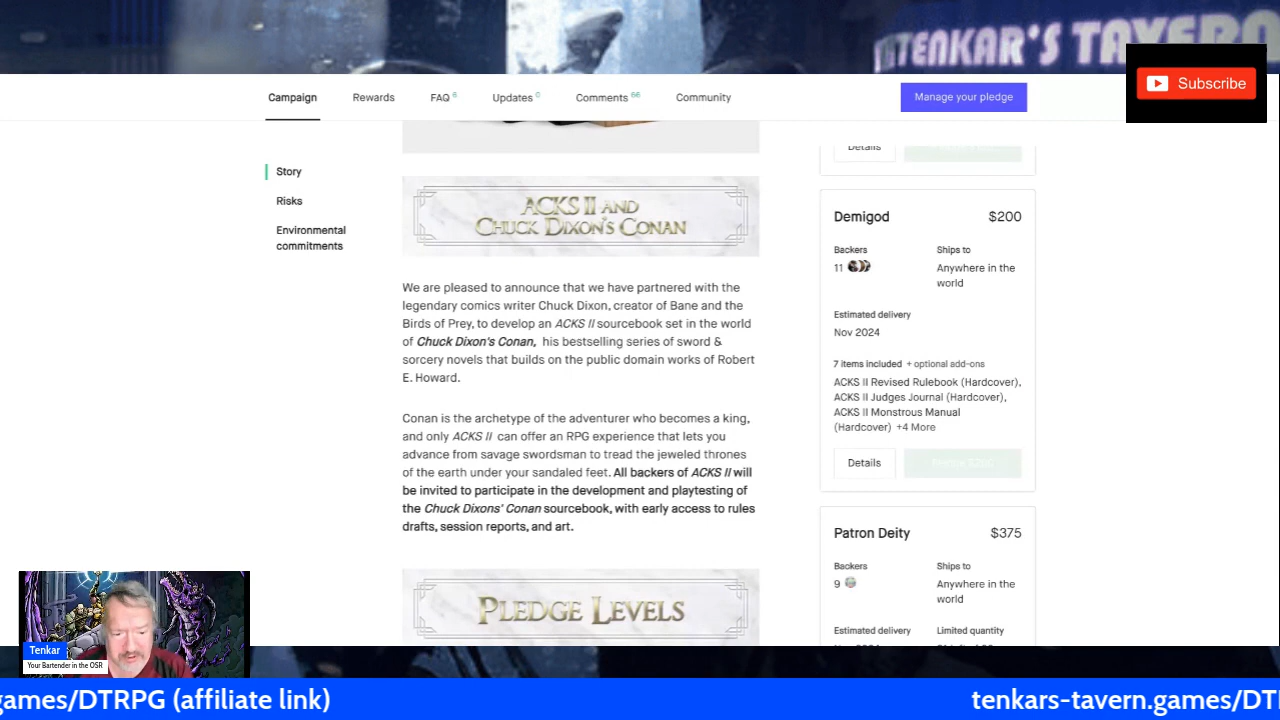 TENKAR'S TAVERN
Subscribe
Campaign
Rewards
FAQ 6
Updates 0
Comments 66
Community
Manage your pledge
Story
Risks
Environmental
commitments
ACKS II AND
CHUCK DIXON'S CONAN
We are pleased to announce that we have partnered with the
legendary comics writer Chuck Dixon, creator of Bane and the
Birds of Prey, to develop an ACKS II sourcebook set in the world
of Chuck Dixon's Conan, his bestselling series of sword &
sorcery novels that builds on the public domain works of Robert
E. Howard.
Conan is the archetype of the adventurer who becomes a king,
and only ACKS II can offer an RPG experience that lets you
advance from savage swordsman to tread the jeweled thrones
of the earth under your sandaled feet. All backers of ACKS II will
be invited to participate in the development and playtesting of
the Chuck Dixons' Conan sourcebook, with early access to rules
drafts, session reports, and art.
PLEDGE LEVELS
Details
Demigod $200
Backers
11
Ships to
Anywhere in the
world
Estimated delivery
Nov 2024
7 items included + optional add-ons
ACKS II Revised Rulebook (Hardcover),
ACKS II Judges Journal (Hardcover),
ACKS II Monstrous Manual
(Hardcover) +4 More
Details
Patron Deity $375
Backers
9
Ships to
Anywhere in the
world
Estimated delivery
Limited quantity
Tenkar
Your Bartender in the OSR
games/DTRPG (affiliate link)
tenkars-tavern.games/DT